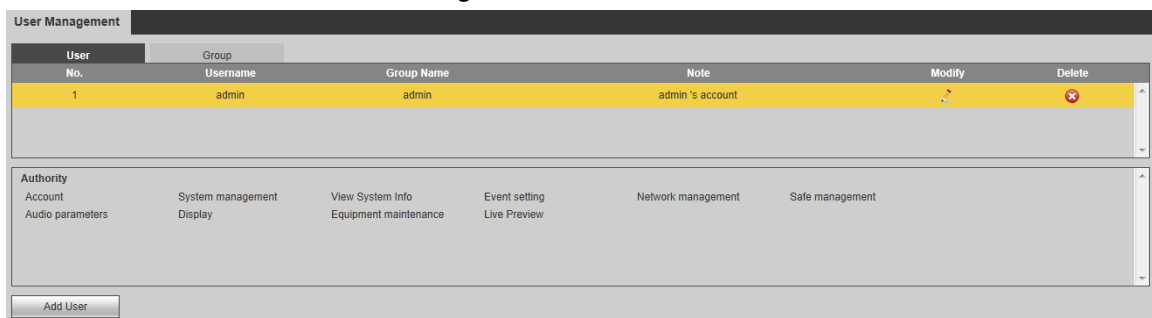 User Management
User Group
No. Username Group Name Note Modify Delete
1 admin admin admin 's account
Authority
Account System management View System Info Event setting Network management Safe management
Audio parameters Display Equipment maintenance Live Preview
Add User